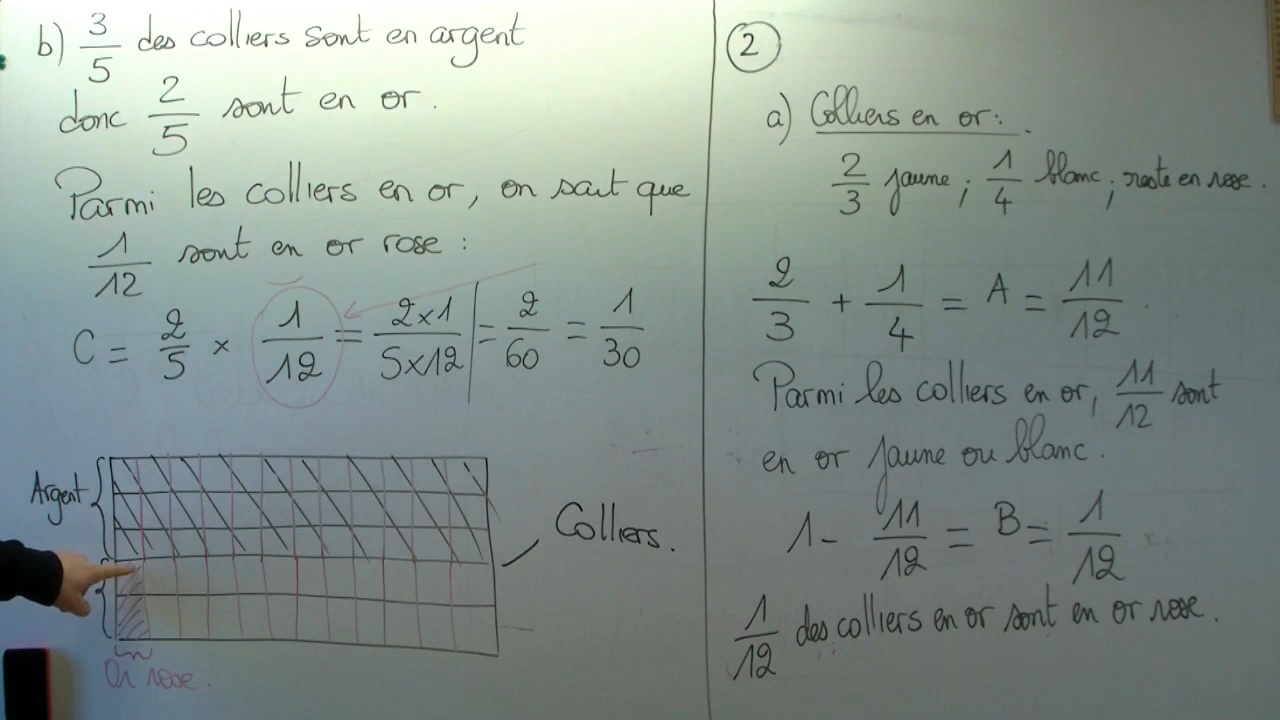 b) 3/5 des colliers sont en argent
donc 2/5 sont en or.
Parmi les colliers en or, on sait que
1/12 sont en or rose :
C = 2/5 × 1/12 = 2×1/5×12 = 2/60 = 1/30
Argent
Colliers.
Or rose.
2
a) Colliers en or :
2/3 jaune ; 1/4 blanc ; reste en rose.
2/3 + 1/4 = A = 11/12
Parmi les colliers en or, 11/12 sont
en or jaune ou blanc.
1 - 11/12 = B = 1/12
1/12 des colliers en or sont en or rose.